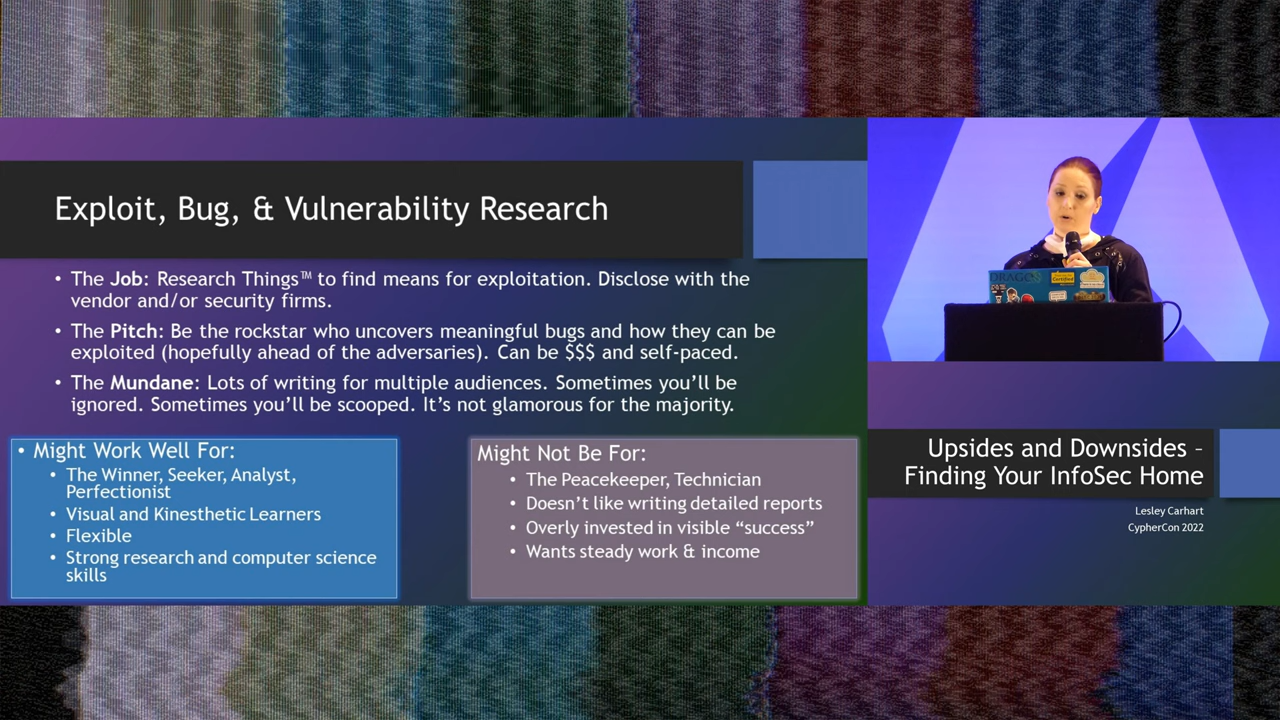 Exploit, Bug, & Vulnerability Research
• The Job: Research Things™ to find means for exploitation. Disclose with the
vendor and/or security firms.
• The Pitch: Be the rockstar who uncovers meaningful bugs and how they can be
exploited (hopefully ahead of the adversaries). Can be $$$ and self-paced.
• The Mundane: Lots of writing for multiple audiences. Sometimes you’ll be
ignored. Sometimes you’ll be scooped. It’s not glamorous for the majority.
• Might Work Well For:
• The Winner, Seeker, Analyst,
Perfectionist
• Visual and Kinesthetic Learners
• Flexible
• Strong research and computer science
skills
Might Not Be For:
• The Peacekeeper, Technician
• Doesn’t like writing detailed reports
• Overly invested in visible “success”
• Wants steady work & income
DRAGOS
Upsides and Downsides –
Finding Your InfoSec Home
Lesley Carhart
CypherCon 2022